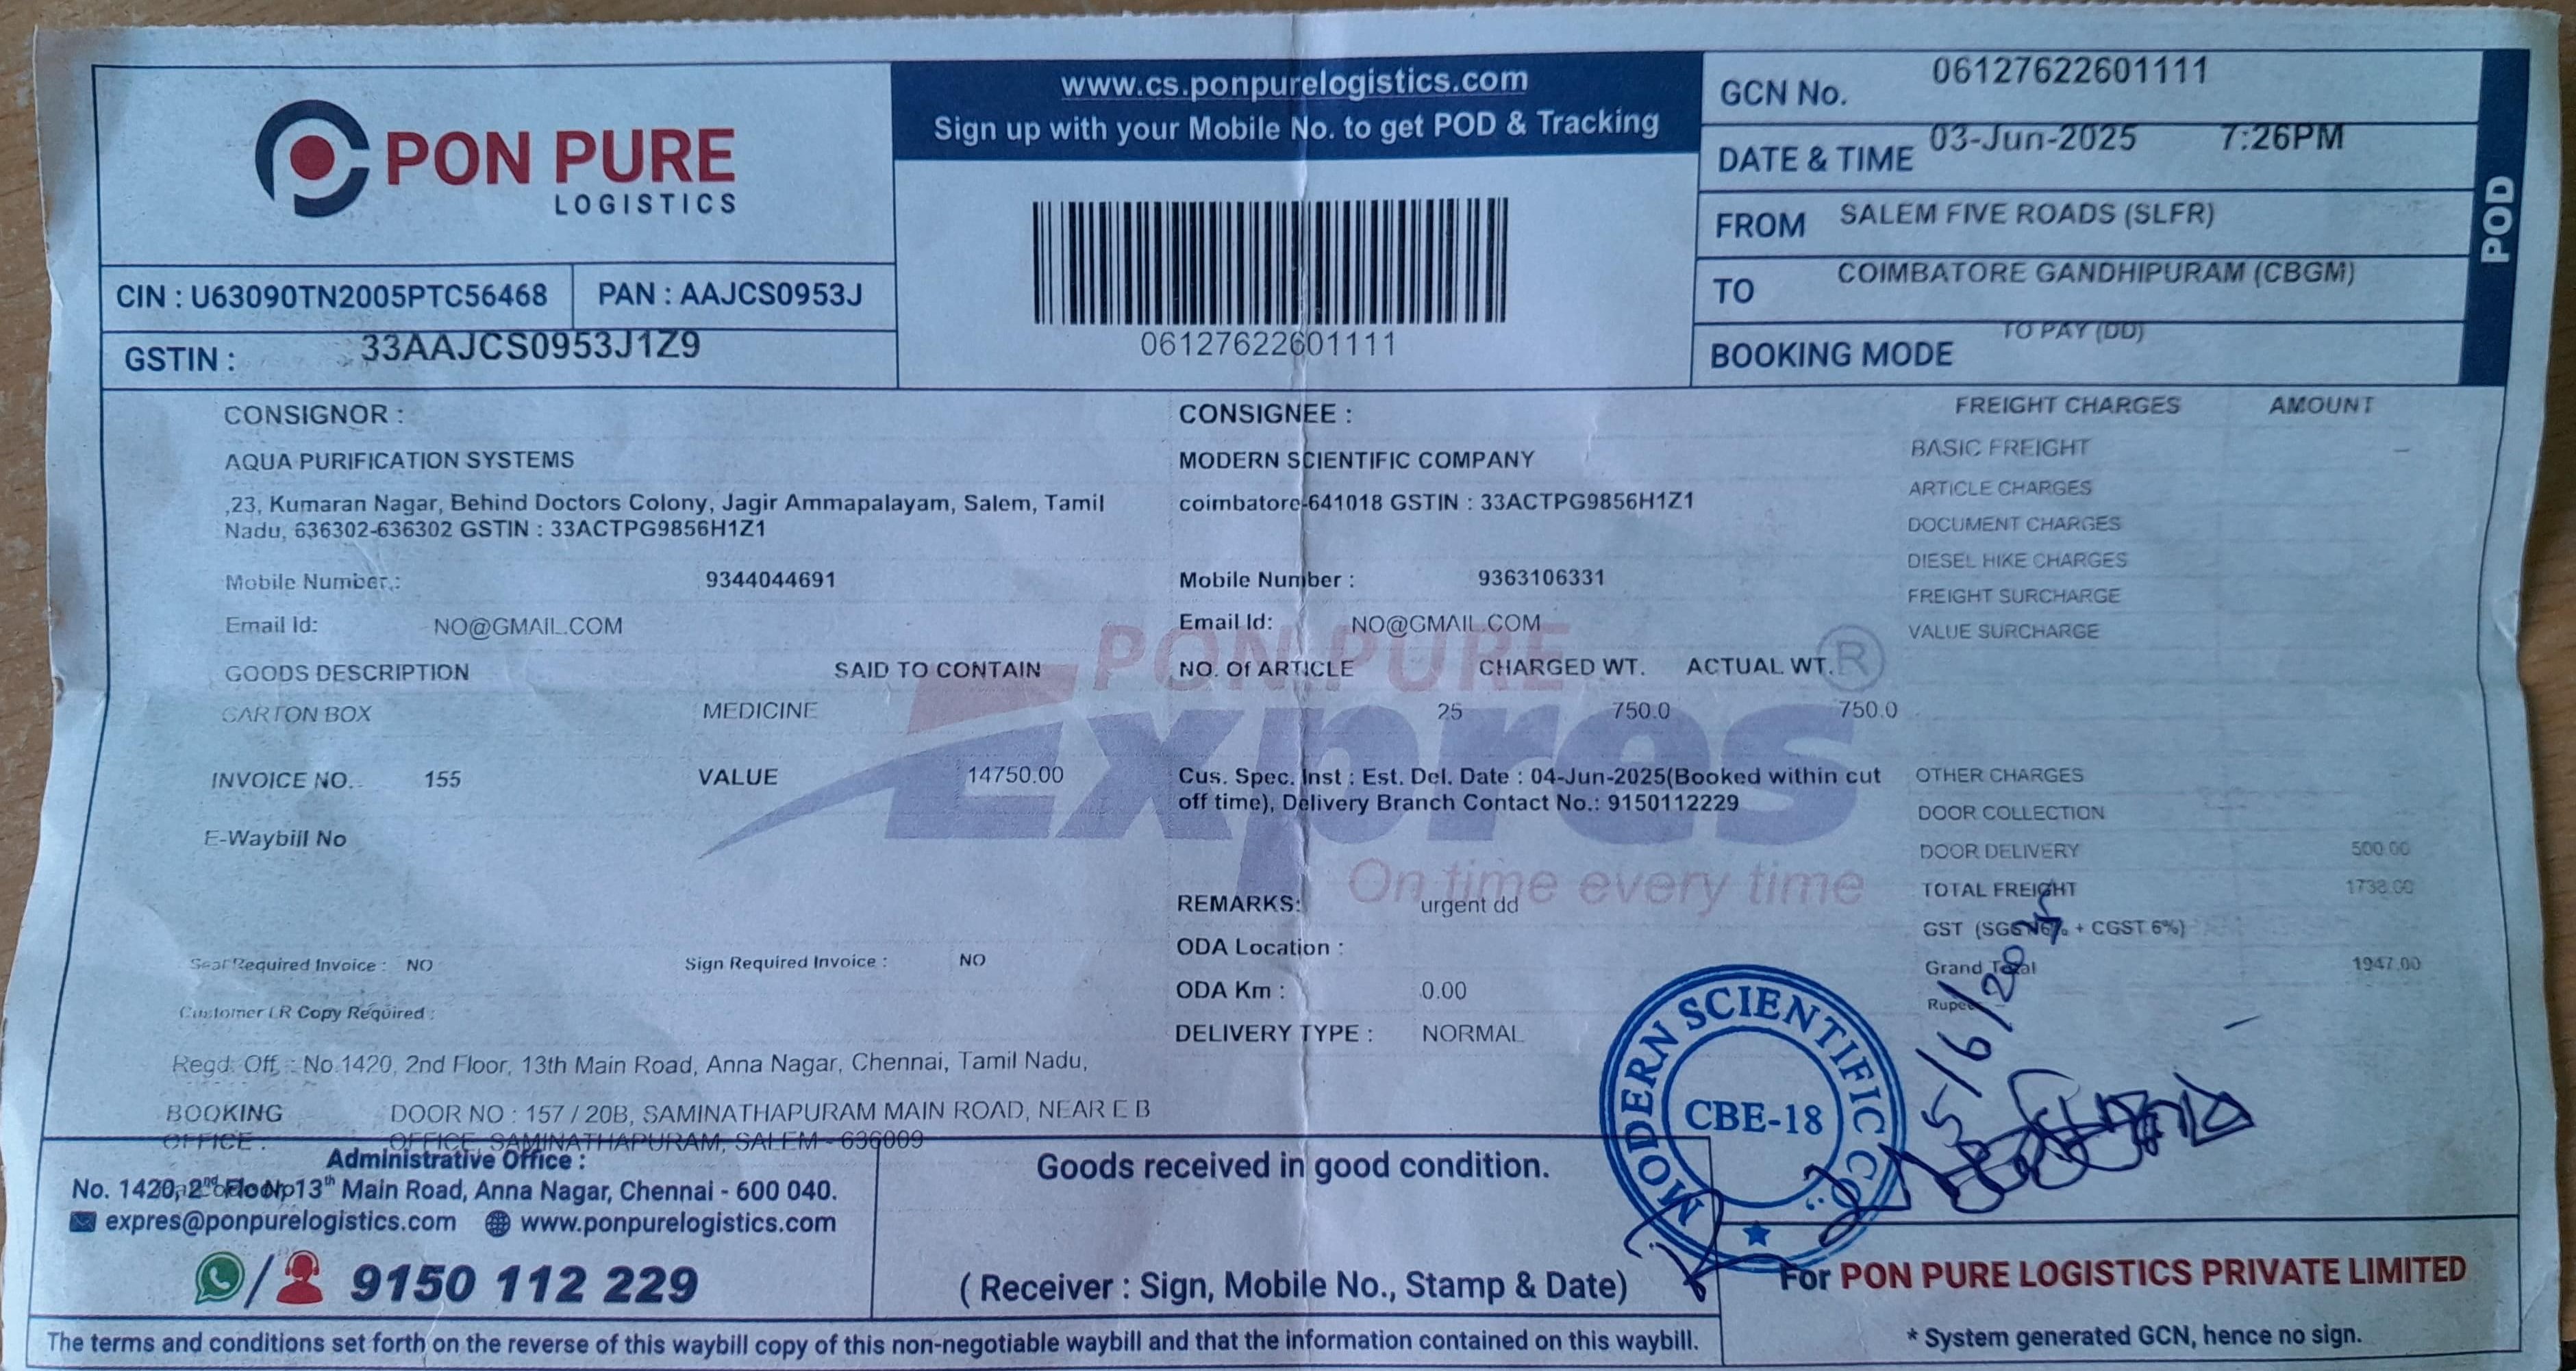 PON PURE
LOGISTICS
www.cs.ponpurelogistics.com
Sign up with your Mobile No. to get POD & Tracking
GCN No. 06127622601111
DATE & TIME 03-Jun-2025 7:26PM
FROM SALEM FIVE ROADS (SLFR)
TO COIMBATORE GANDHIPURAM (CBGM)
BOOKING MODE TO PAY (DD)
POD
CIN : U63090TN2005PTC56468 PAN : AAJCS0953J
GSTIN : 33AAJCS0953J1Z9
06127622601111
CONSIGNOR :
AQUA PURIFICATION SYSTEMS
,23, Kumaran Nagar, Behind Doctors Colony, Jagir Ammapalayam, Salem, Tamil
Nadu, 636302-636302 GSTIN : 33ACTPG9856H1Z1
Mobile Number : 9344044691
Email Id: NO@GMAIL.COM
CONSIGNEE :
MODERN SCIENTIFIC COMPANY
coimbatore-641018 GSTIN : 33ACTPG9856H1Z1
Mobile Number : 9363106331
Email Id: NO@GMAIL.COM
FREIGHT CHARGES AMOUNT
BASIC FREIGHT
ARTICLE CHARGES
DOCUMENT CHARGES
DIESEL HIKE CHARGES
FREIGHT SURCHARGE
VALUE SURCHARGE
GOODS DESCRIPTION SAID TO CONTAIN NO. Of ARTICLE CHARGED WT. ACTUAL WT.
CARTON BOX MEDICINE 25 750.0 750.0
PON PURE
Expres ®
On time every time
INVOICE NO. 155 VALUE 14750.00
E-Waybill No
Cus. Spec. Inst : Est. Del. Date : 04-Jun-2025(Booked within cut
off time), Delivery Branch Contact No.: 9150112229
OTHER CHARGES
DOOR COLLECTION
DOOR DELIVERY 500.00
TOTAL FREIGHT 1738.00
GST + CGST 6%)
Grand Total 1947.00
REMARKS: urgent dd
ODA Location :
ODA Km : 0.00
DELIVERY TYPE : NORMAL
Seal Required Invoice : NO Sign Required Invoice : NO
Customer LR Copy Required :
Regd. Off. : No.1420, 2nd Floor, 13th Main Road, Anna Nagar, Chennai, Tamil Nadu,
BOOKING DOOR NO : 157 / 20B, SAMINATHAPURAM MAIN ROAD, NEAR E B
OFFICE : OFFICE, SAMINATHAPURAM, SALEM - 636009
Administrative Office :
No. 1420, 2nd Floor, 13th Main Road, Anna Nagar, Chennai - 600 040.
expres@ponpurelogistics.com www.ponpurelogistics.com
9150 112 229
Goods received in good condition.
( Receiver : Sign, Mobile No., Stamp & Date)
MODERN SCIENTIFIC CO.,
CBE-18
5/6/2025
For PON PURE LOGISTICS PRIVATE LIMITED
* System generated GCN, hence no sign.
The terms and conditions set forth on the reverse of this waybill copy of this non-negotiable waybill and that the information contained on this waybill.